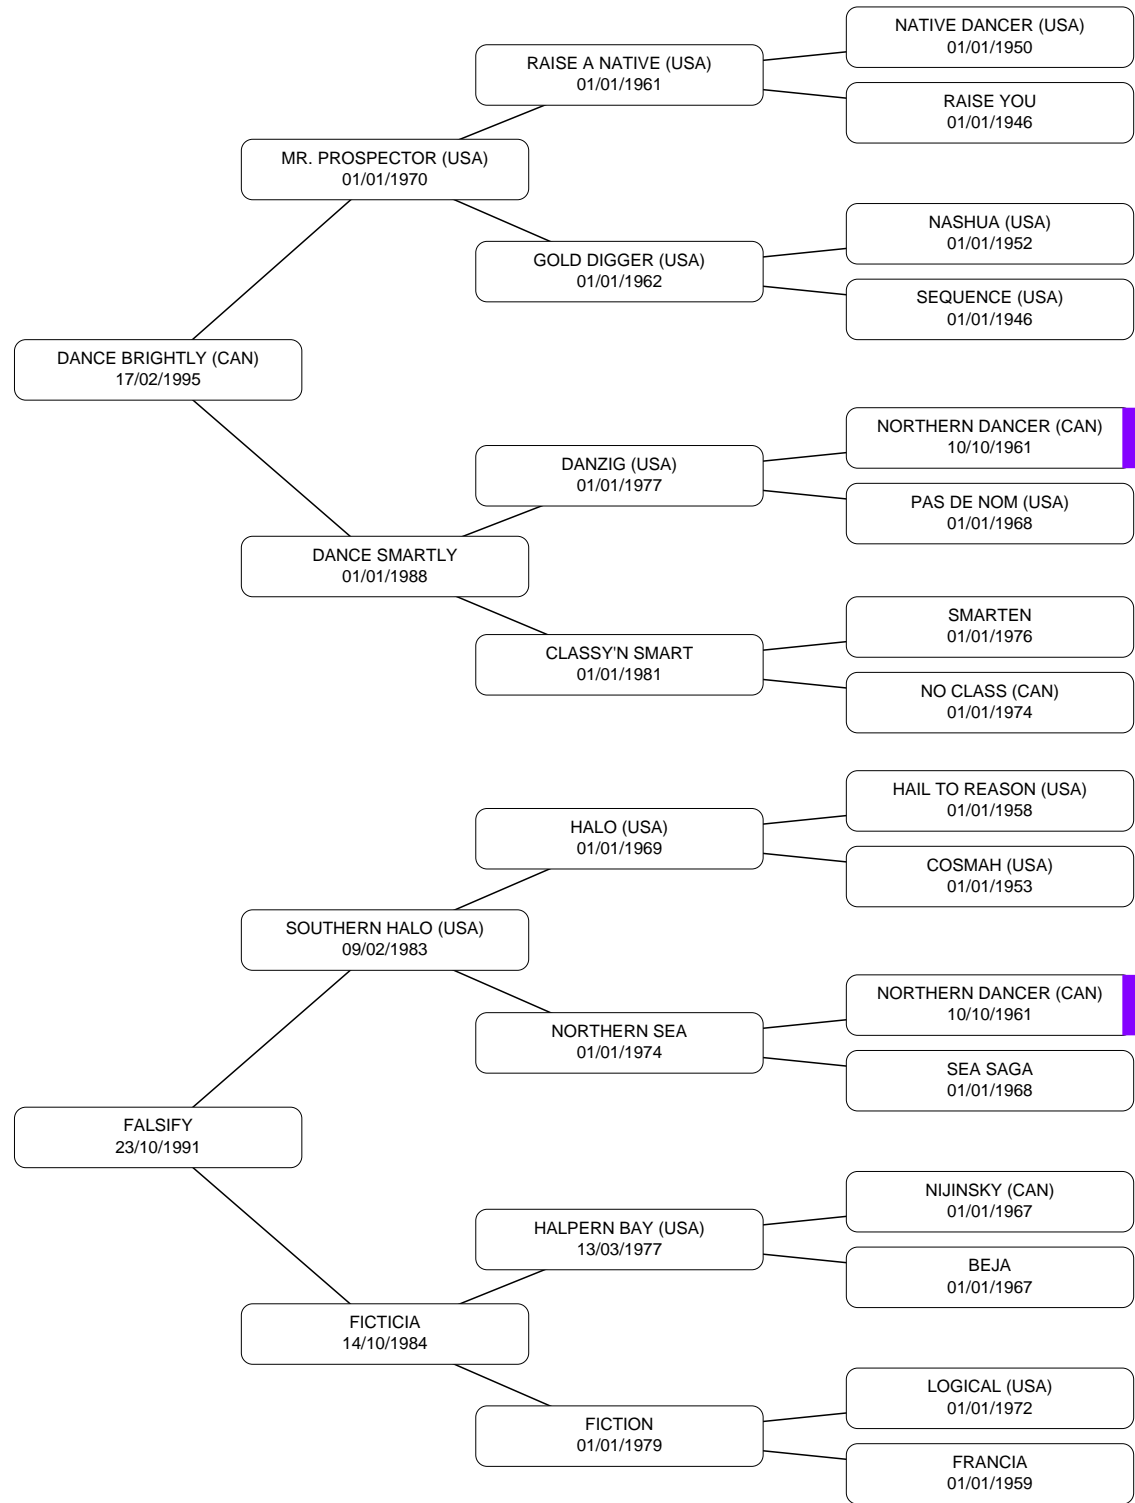 NATIVE DANCER (USA)
01/01/1950
RAISE A NATIVE (USA)
01/01/1961
RAISE YOU
01/01/1946
MR. PROSPECTOR (USA)
01/01/1970
NASHUA (USA)
01/01/1952
GOLD DIGGER (USA)
01/01/1962
SEQUENCE (USA)
01/01/1946
DANCE BRIGHTLY (CAN)
17/02/1995
NORTHERN DANCER (CAN)
10/10/1961
DANZIG (USA)
01/01/1977
PAS DE NOM (USA)
01/01/1968
DANCE SMARTLY
01/01/1988
SMARTEN
01/01/1976
CLASSY'N SMART
01/01/1981
NO CLASS (CAN)
01/01/1974
HAIL TO REASON (USA)
01/01/1958
HALO (USA)
01/01/1969
COSMAH (USA)
01/01/1953
SOUTHERN HALO (USA)
09/02/1983
NORTHERN DANCER (CAN)
10/10/1961
NORTHERN SEA
01/01/1974
SEA SAGA
01/01/1968
FALSIFY
23/10/1991
NIJINSKY (CAN)
01/01/1967
HALPERN BAY (USA)
13/03/1977
BEJA
01/01/1967
FICTICIA
14/10/1984
LOGICAL (USA)
01/01/1972
FICTION
01/01/1979
FRANCIA
01/01/1959